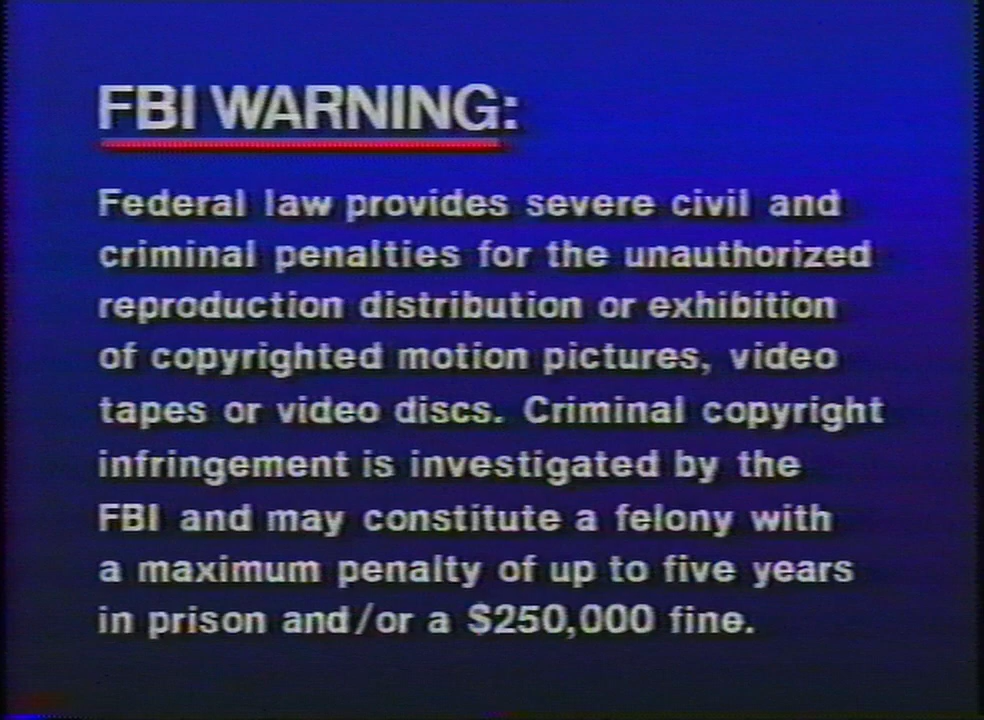 FBI WARNING:
Federal law provides severe civil and
criminal penalties for the unauthorized
reproduction distribution or exhibition
of copyrighted motion pictures, video
tapes or video discs. Criminal copyright
infringement is investigated by the
FBI and may constitute a felony with
a maximum penalty of up to five years
in prison and/or a $250,000 fine.